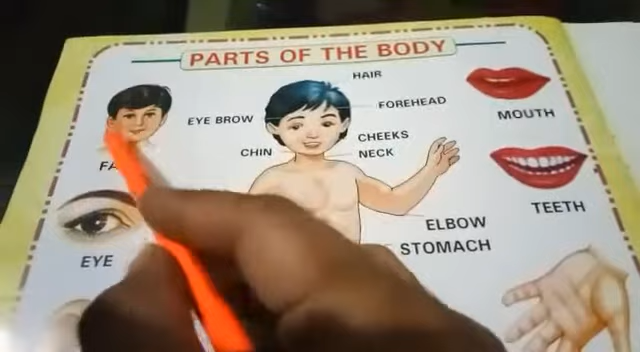 PARTS OF THE BODY
HAIR
EYE BROW
FOREHEAD
MOUTH
CHEEKS
CHIN
NECK
TEETH
ELBOW
STOMACH
EYE